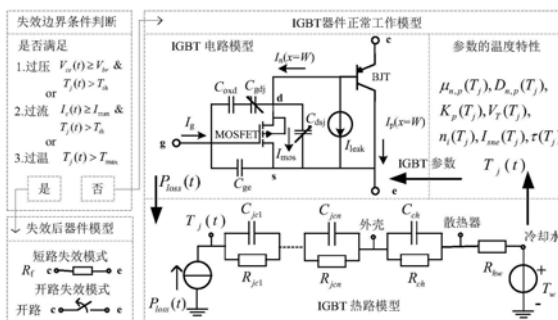 失效边界条件判断
是否满足
1.过压 V_ce(t)≥V_br &
T_j(t)>T_th
or
2.过流 I_c(t)≥I_max &
T_j(t)>T_th
or
3.过温 T_j(t)>T_max
是 否
失效后器件模型
短路失效模式
R_f c e
开路失效模式
开路 c e
IGBT器件正常工作模型
IGBT 电路模型
I_n(x=W)
c
BJT
C_oxd C_gdj
d
C_dsj
I_g
MOSFET
g
I_mos
I_leak
I_p(x=W)
C_ge
s
e
参数的温度特性
μ_n,p(T_j), D_n,p(T_j),
K_p(T_j), V_T(T_j),
n_i(T_j), I_sne(T_j), τ(T_j)
IGBT 参数
T_j(t)
P_loss(t)
T_j(t)
C_jc1
C_jcn
外壳
C_ch
散热器
冷却水
R_jc1
R_jcn
R_ch
R_hw
P_loss(t)
T_w
+
-
IGBT 热路模型